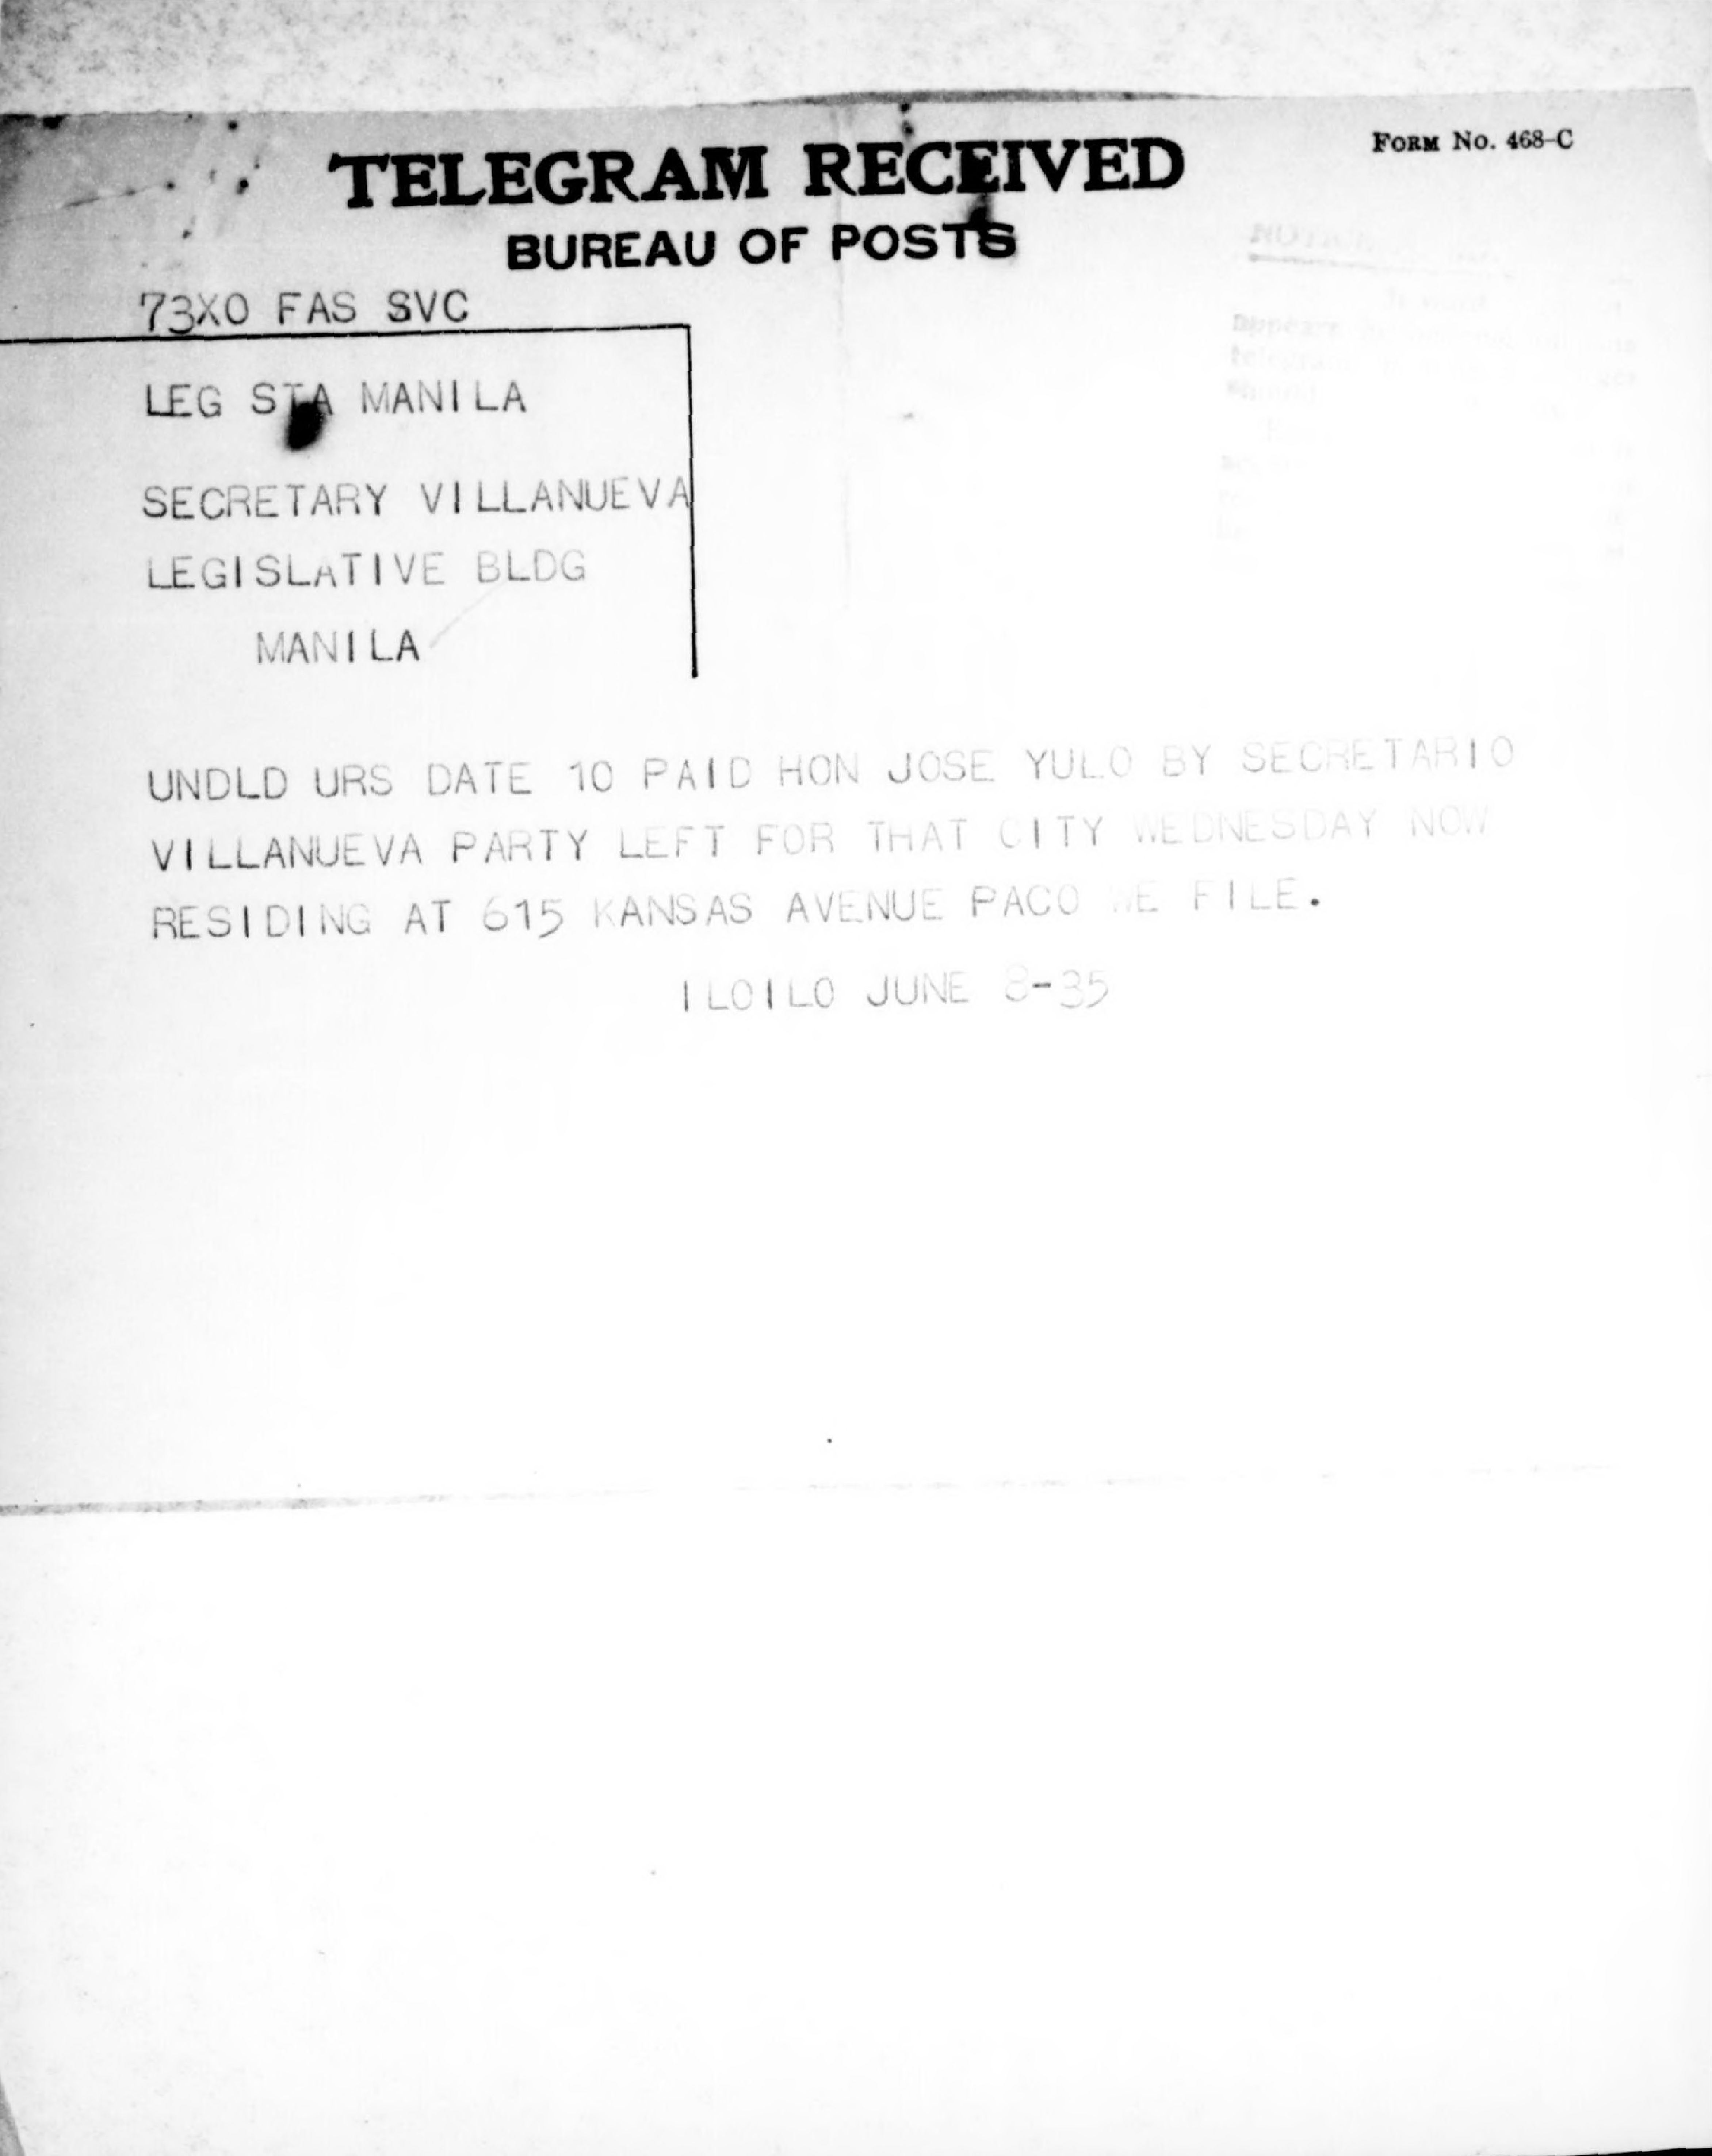 FORM NO. 468-C
TELEGRAM RECEIVED
BUREAU OF POSTS
73XO FAS SVC
LEG STA MANILA
SECRETARY VILLANUEVA
LEGISLATIVE BLDG
MANILA
UNDLD URS DATE 10 PAID HON JOSE YULO BY SECRETARIO
VILLANUEVA PARTY LEFT FOR THAT CITY WEDNESDAY NOW
RESIDING AT 615 KANSAS AVENUE PACO WE FILE.
ILOILO JUNE 8-35